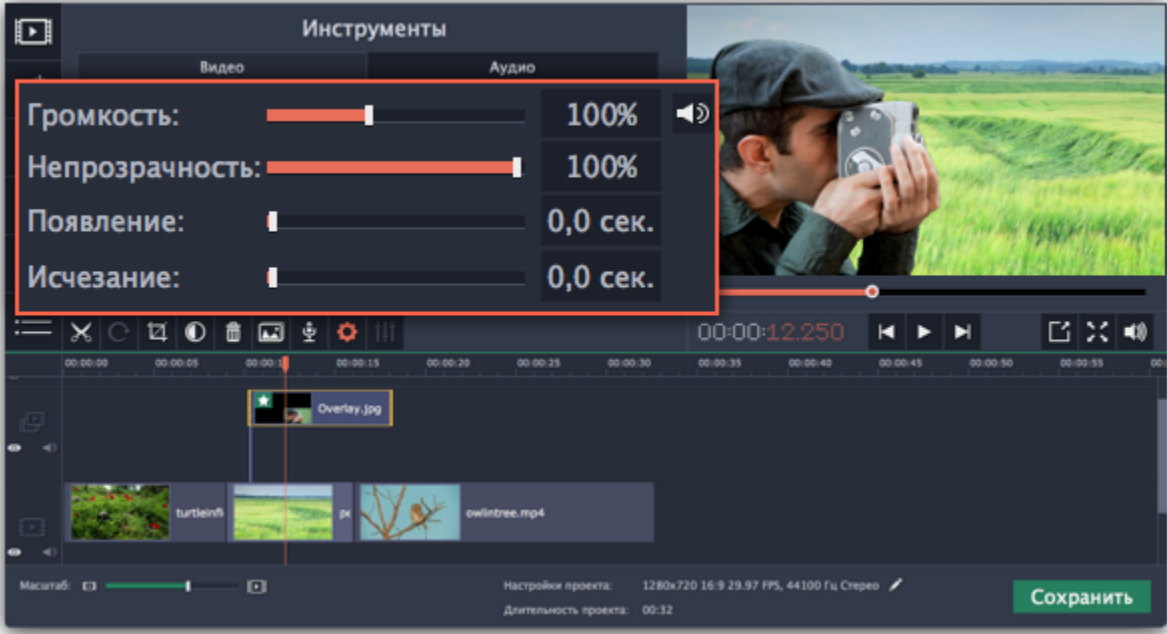 Инструменты
Видео Аудио
Громкость: 100%
Непрозрачность: 100%
Появление: 0,0 сек.
Исчезание: 0,0 сек.
00:00:12.250
00:00:00 00:00:05 00:00:15 00:00:20 00:00:25 00:00:30 00:00:35 00:00:40 00:00:45 00:00:50 00:00:55
Overlay.jpg
turtleinfi owlintree.mp4
Масштаб: Настройки проекта: 1280x720 16:9 29.97 FPS, 44100 Гц Стерео
Длительность проекта: 00:32
Сохранить